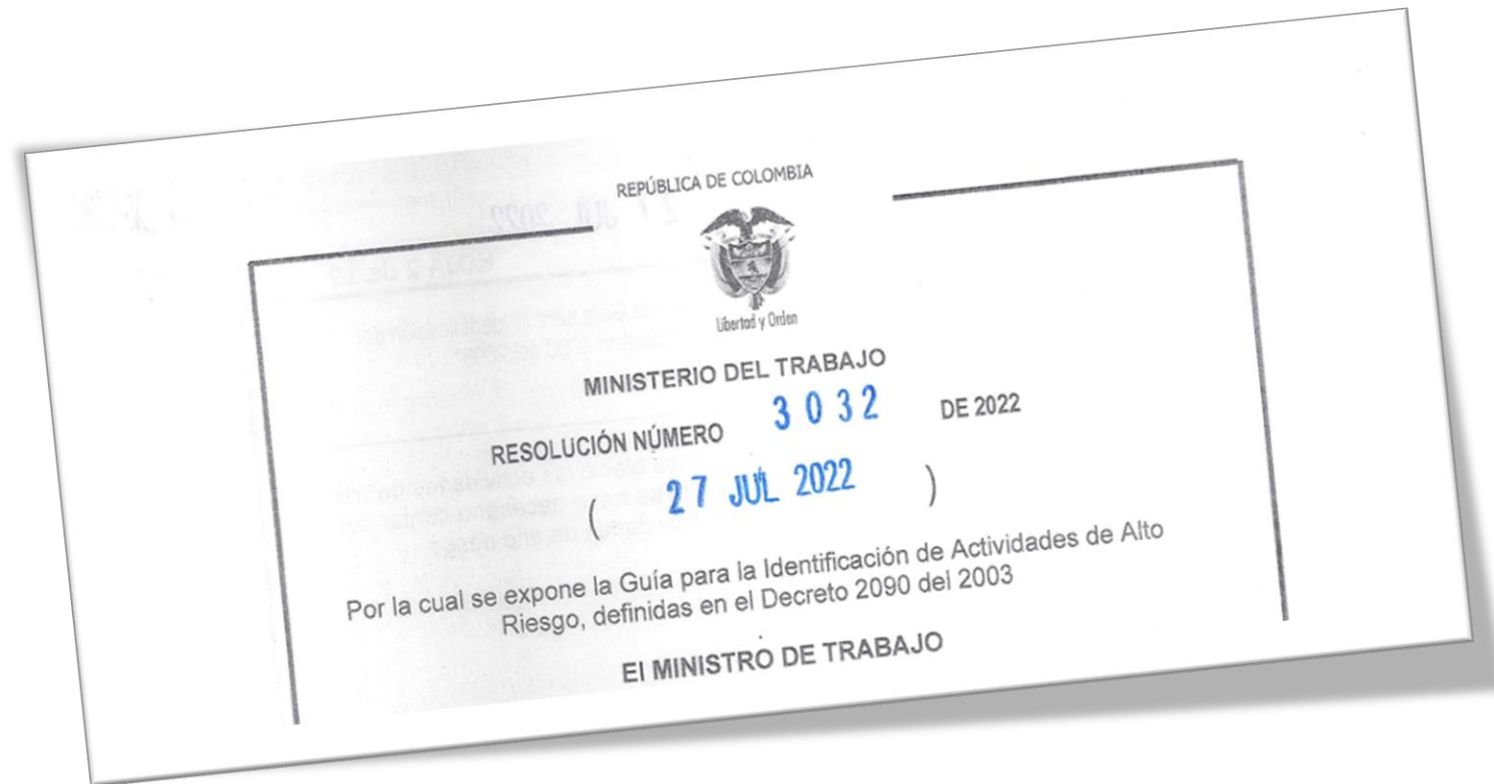 REPÚBLICA DE COLOMBIA
Libertad y Orden
MINISTERIO DEL TRABAJO
RESOLUCIÓN NÚMERO 3032 DE 2022
( 27 JUL 2022 )
Por la cual se expone la Guía para la Identificación de Actividades de Alto
Riesgo, definidas en el Decreto 2090 del 2003
El MINISTRO DE TRABAJO